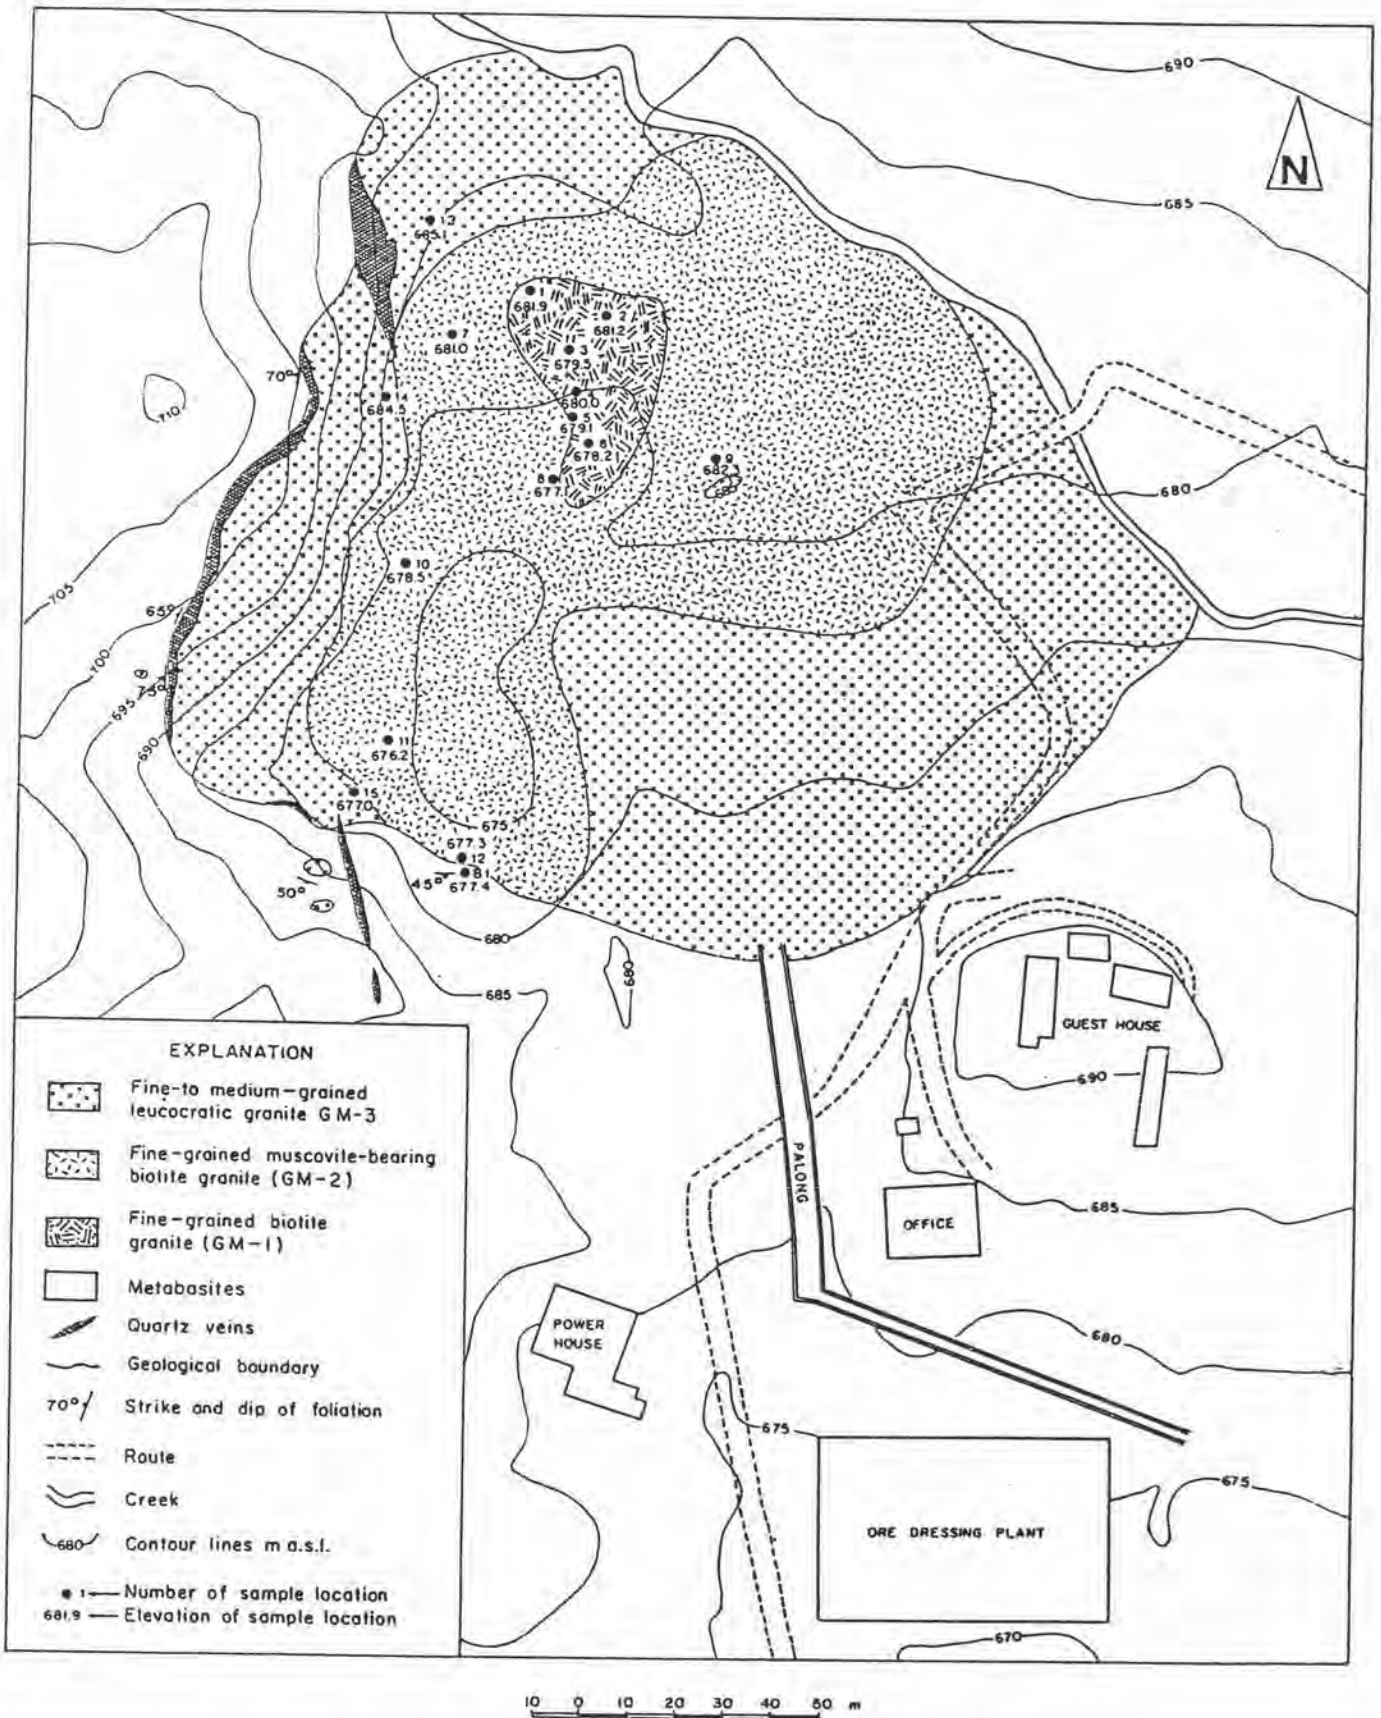 690
N
685
13
685.1
1
681.9
2
681.2
7
681.0
3
679.5
70°
684.5
680.0
5
679.1
710
6
678.2
9
682.3
8
677.
680
10
678.5
705
65°
700
75°
695
690
11
676.2
15
677.0
675
677.3
12
45°
677.4
50°
680
680
685
GUEST HOUSE
690
PALONG
685
OFFICE
POWER
HOUSE
680
675
675
ORE DRESSING PLANT
670
EXPLANATION
Fine-to medium-grained
leucocratic granite GM-3
Fine-grained muscovite-bearing
biotite granite (GM-2)
Fine-grained biotite
granite (GM-1)
Metabasites
Quartz veins
Geological boundary
70° Strike and dip of foliation
Route
Creek
680 Contour lines m a.s.l.
1 Number of sample location
681.9 Elevation of sample location
10 0 10 20 30 40 50 m